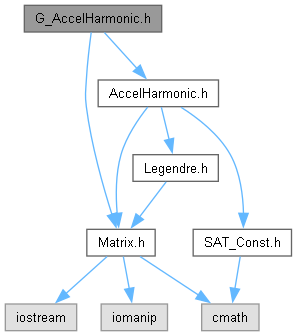 G_AccelHarmonic.h
AccelHarmonic.h
Legendre.h
Matrix.h
SAT_Const.h
iostream
iomanip
cmath